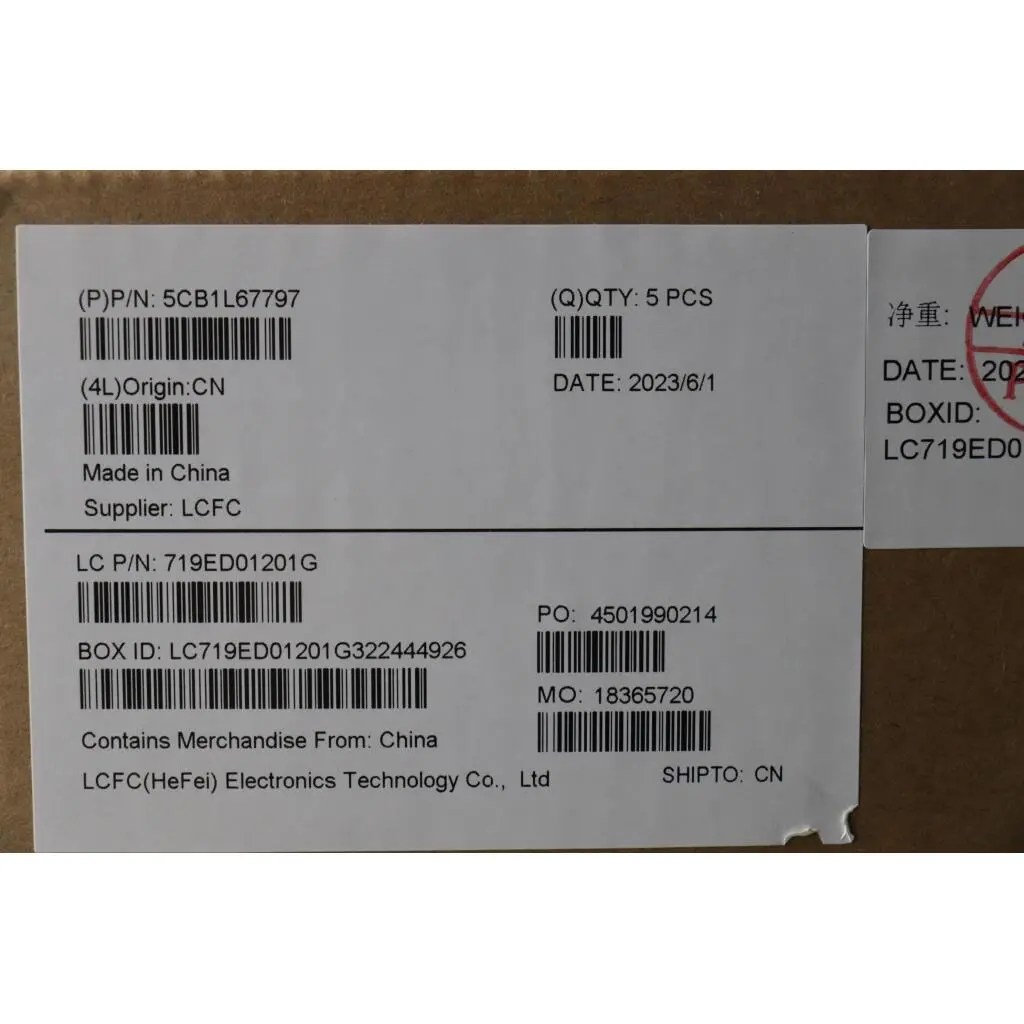 (P)P/N: 5CB1L67797
(Q)QTY: 5 PCS
(4L)Origin:CN
DATE: 2023/6/1
Made in China
Supplier: LCFC
LC P/N: 719ED01201G
PO: 4501990214
BOX ID: LC719ED01201G322444926
MO: 18365720
Contains Merchandise From: China
LCFC(HeFei) Electronics Technology Co., Ltd
SHIPTO: CN
净重:
DATE:
BOXID:
LC719ED0